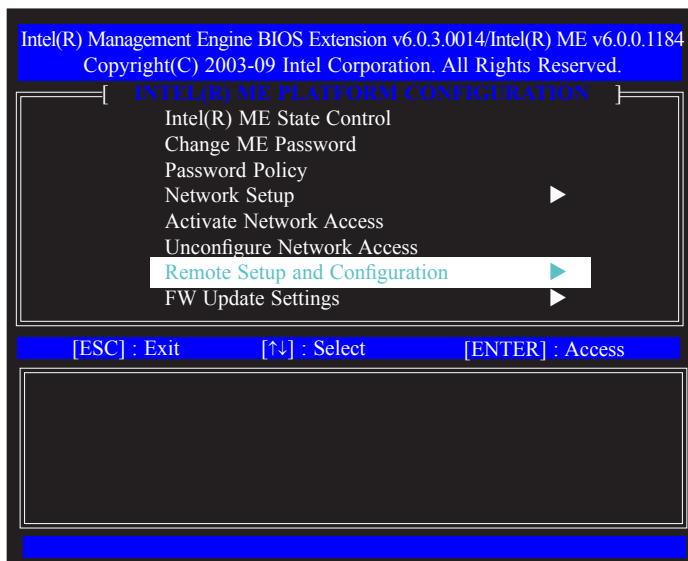 Intel(R) Management Engine BIOS Extension v6.0.3.0014/Intel(R) ME v6.0.0.1184
Copyright(C) 2003-09 Intel Corporation. All Rights Reserved.
[ INTEL(R) ME PLATFORM CONFIGURATION ]
Intel(R) ME State Control
Change ME Password
Password Policy
Network Setup ▶
Activate Network Access
Unconfigure Network Access
Remote Setup and Configuration ▶
FW Update Settings ▶
[ESC] : Exit [↑↓] : Select [ENTER] : Access